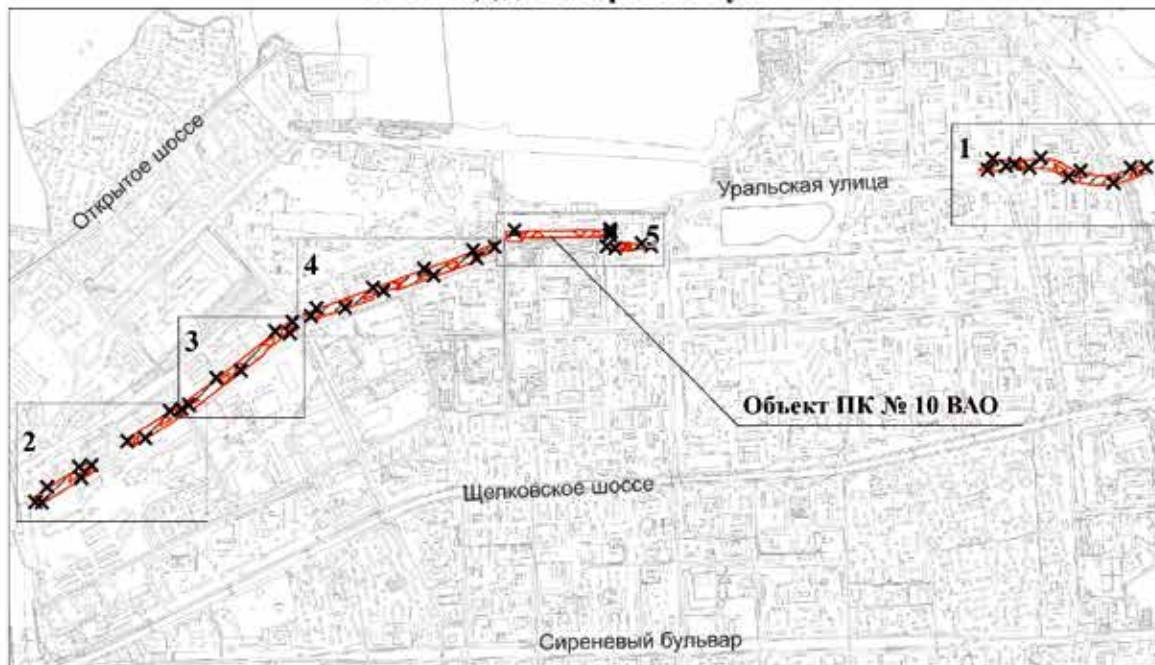 Открытое шоссе
1
Уральская улица
5
4
3
Объект ПК № 10 ВАО
2
Щелковское шоссе
Сиреневый бульвар